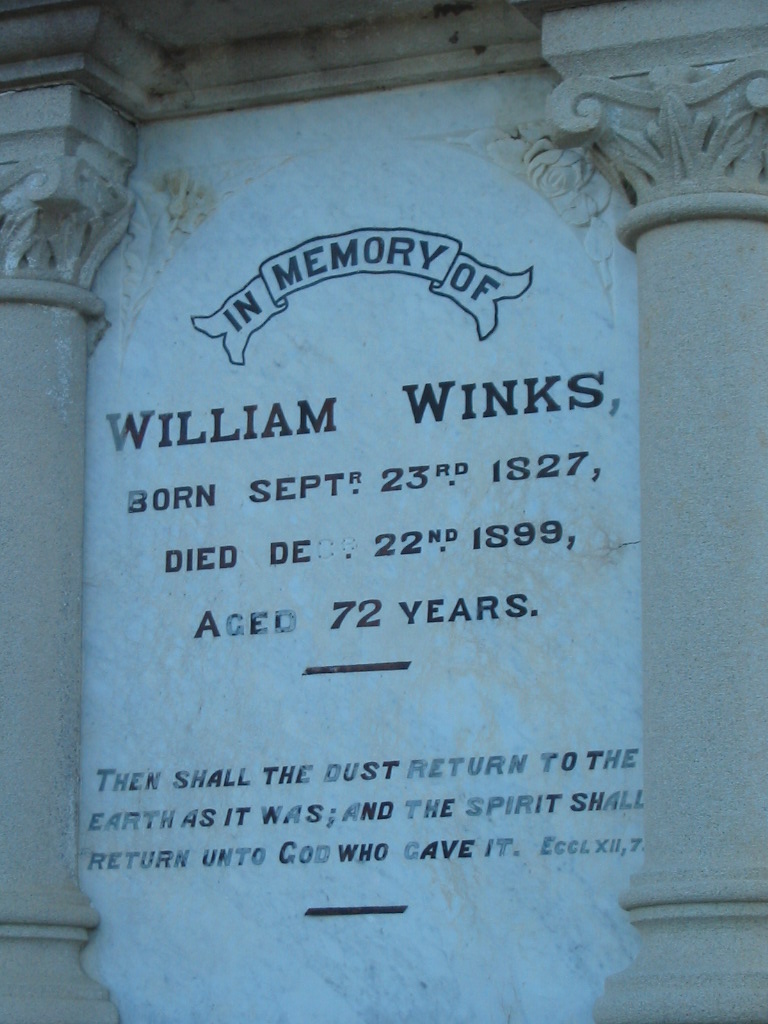 IN MEMORY OF
WILLIAM WINKS,
BORN SEPTR. 23RD. 1827,
DIED DECR. 22ND. 1899,
AGED 72 YEARS.
THEN SHALL THE DUST RETURN TO THE
EARTH AS IT WAS; AND THE SPIRIT SHALL
RETURN UNTO GOD WHO GAVE IT. ECCL XII, 7.